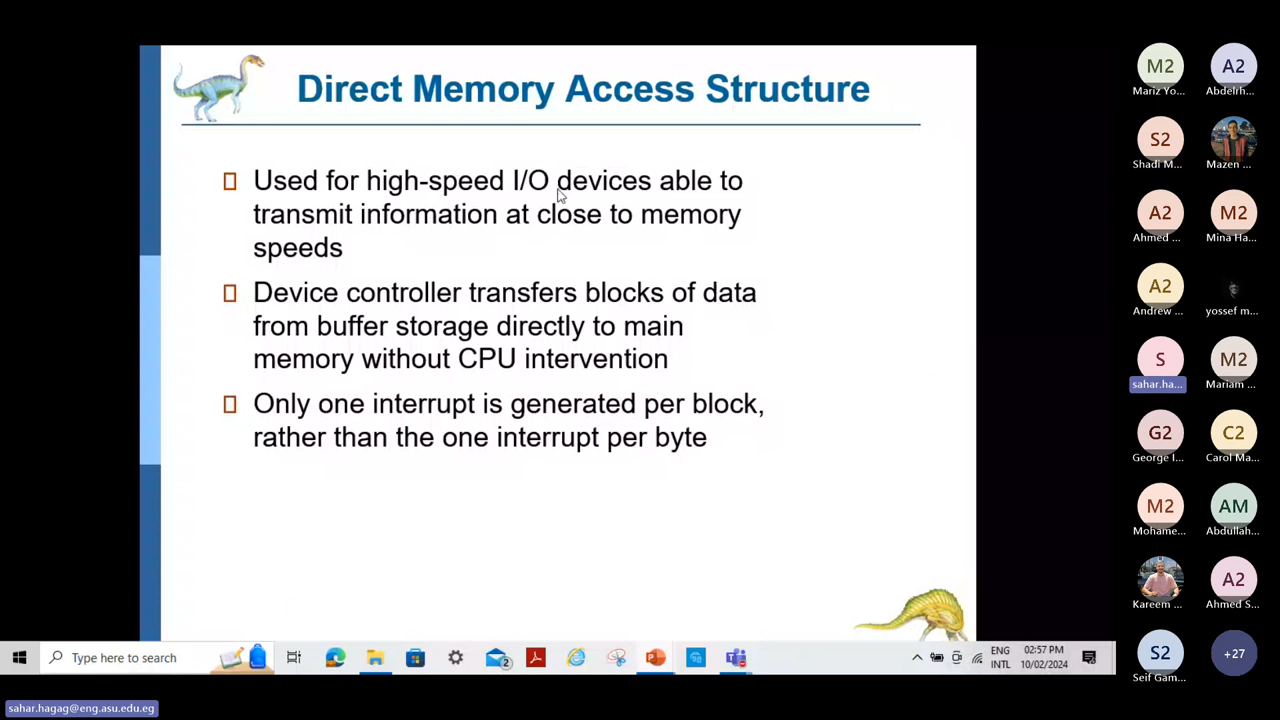 Direct Memory Access Structure
Used for high-speed I/O devices able to
transmit information at close to memory
speeds
Device controller transfers blocks of data
from buffer storage directly to main
memory without CPU intervention
Only one interrupt is generated per block,
rather than the one interrupt per byte
M2
A2
Mariz Yo...
Abdelrh...
S2
Shadi M...
Mazen ...
A2
M2
Ahmed ...
Mina Ha...
A2
Andrew ...
yossef m...
S
M2
sahar.ha...
Mariam ...
G2
C2
George I...
Carol Ma...
M2
AM
Mohame...
Abdullah...
A2
Kareem ...
Ahmed S...
S2
+27
Seif Gam...
Type here to search
2
ENG
INTL
02:57 PM
10/02/2024
sahar.hagag@eng.asu.edu.eg